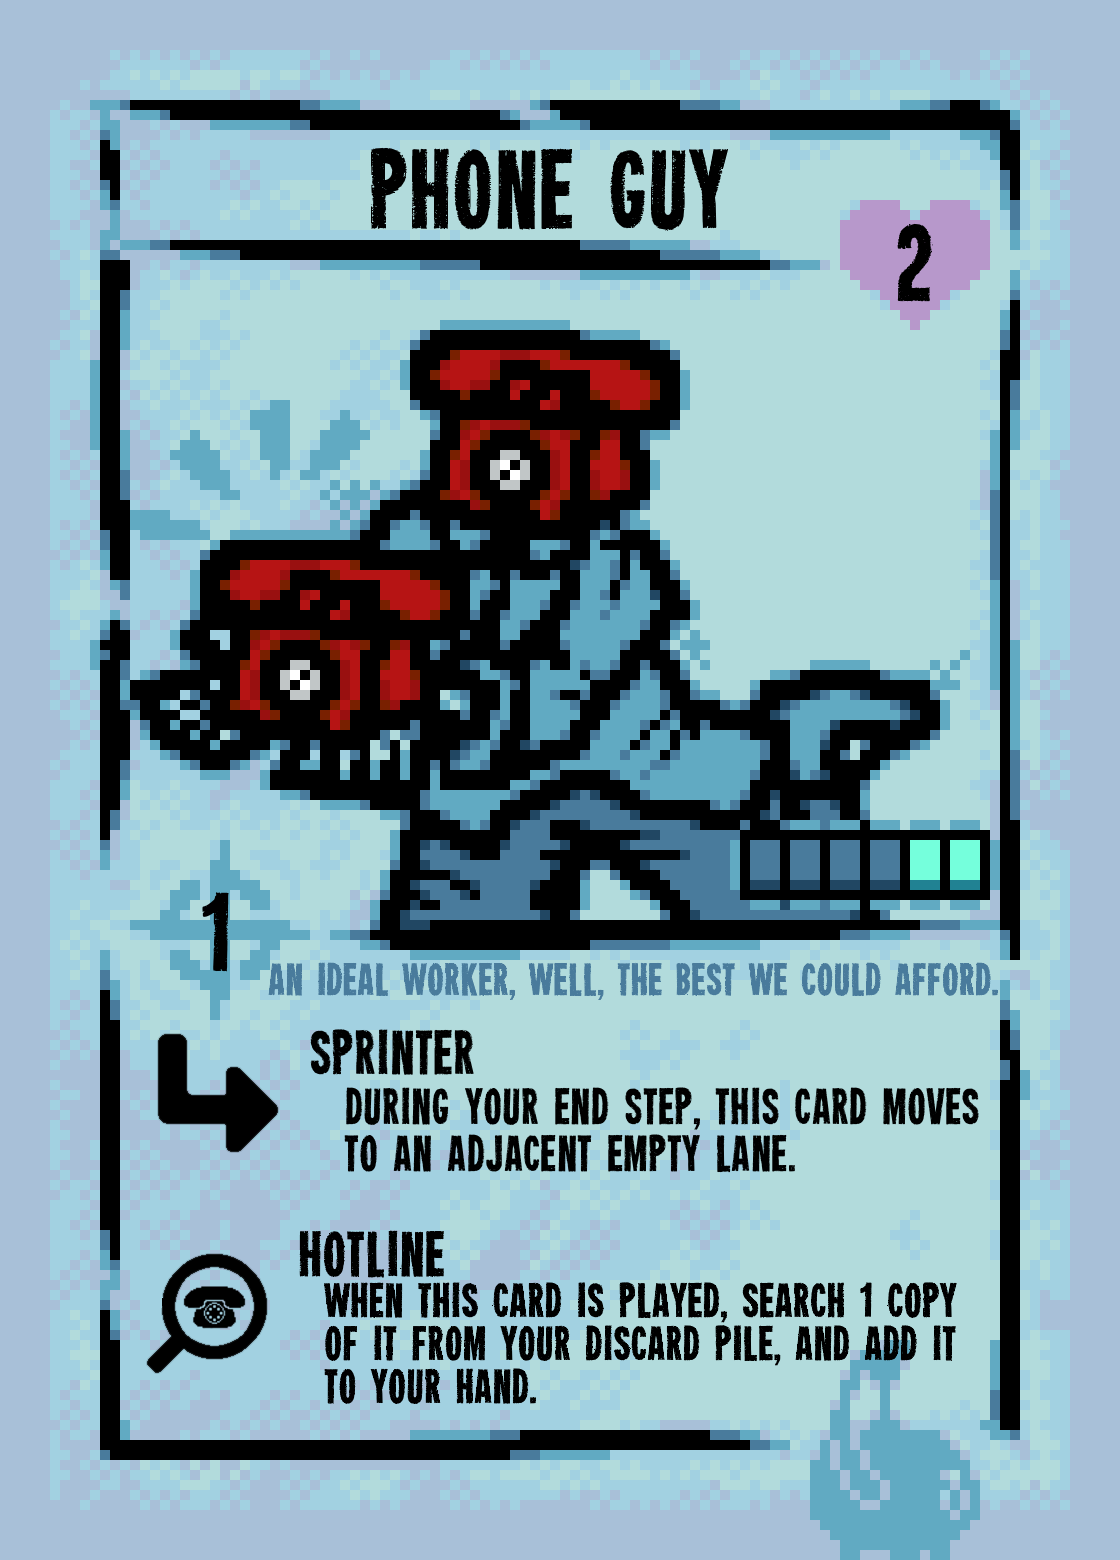 PHONE GUY
2
1
AN IDEAL WORKER, WELL, THE BEST WE COULD AFFORD.
SPRINTER
DURING YOUR END STEP, THIS CARD MOVES
TO AN ADJACENT EMPTY LANE.
HOTLINE
WHEN THIS CARD IS PLAYED, SEARCH 1 COPY
OF IT FROM YOUR DISCARD PILE, AND ADD IT
TO YOUR HAND.